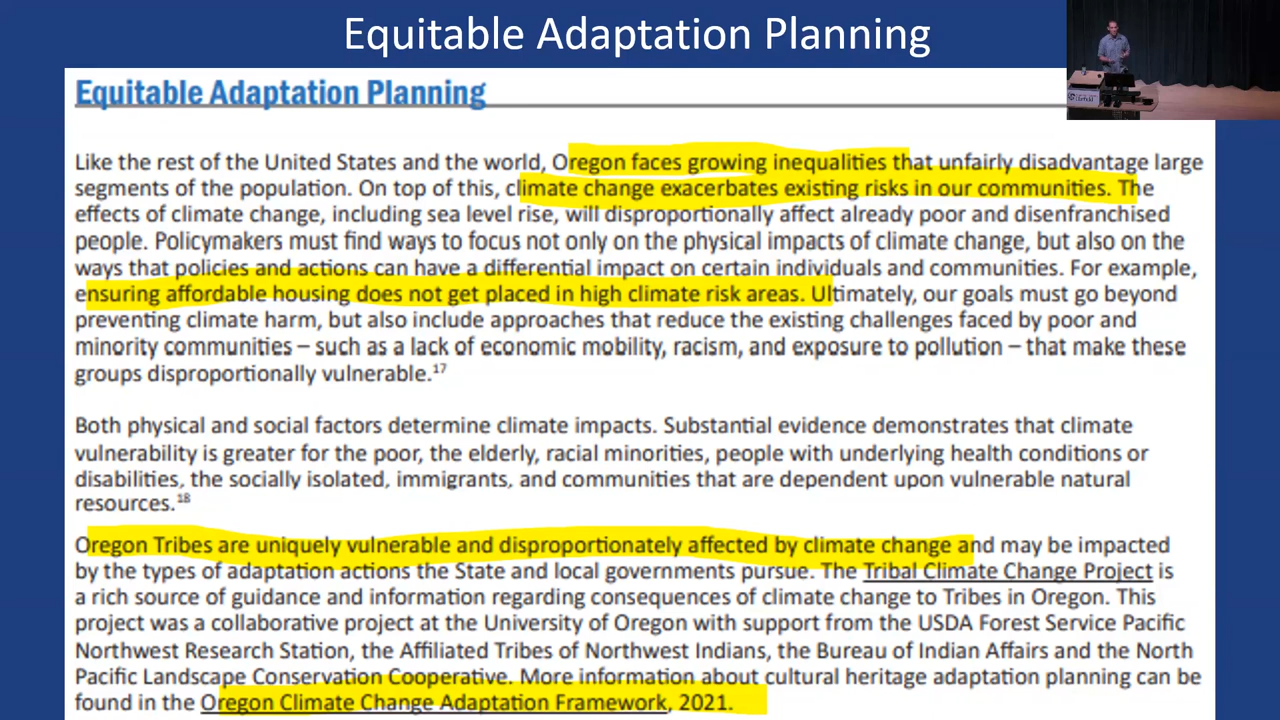 Equitable Adaptation Planning
Equitable Adaptation Planning
Like the rest of the United States and the world, Oregon faces growing inequalities that unfairly disadvantage large
segments of the population. On top of this, climate change exacerbates existing risks in our communities. The
effects of climate change, including sea level rise, will disproportionally affect already poor and disenfranchised
people. Policymakers must find ways to focus not only on the physical impacts of climate change, but also on the
ways that policies and actions can have a differential impact on certain individuals and communities. For example,
ensuring affordable housing does not get placed in high climate risk areas. Ultimately, our goals must go beyond
preventing climate harm, but also include approaches that reduce the existing challenges faced by poor and
minority communities – such as a lack of economic mobility, racism, and exposure to pollution – that make these
groups disproportionally vulnerable.17
Both physical and social factors determine climate impacts. Substantial evidence demonstrates that climate
vulnerability is greater for the poor, the elderly, racial minorities, people with underlying health conditions or
disabilities, the socially isolated, immigrants, and communities that are dependent upon vulnerable natural
resources.18
Oregon Tribes are uniquely vulnerable and disproportionately affected by climate change and may be impacted
by the types of adaptation actions the State and local governments pursue. The Tribal Climate Change Project is
a rich source of guidance and information regarding consequences of climate change to Tribes in Oregon. This
project was a collaborative project at the University of Oregon with support from the USDA Forest Service Pacific
Northwest Research Station, the Affiliated Tribes of Northwest Indians, the Bureau of Indian Affairs and the North
Pacific Landscape Conservation Cooperative. More information about cultural heritage adaptation planning can be
found in the Oregon Climate Change Adaptation Framework, 2021.